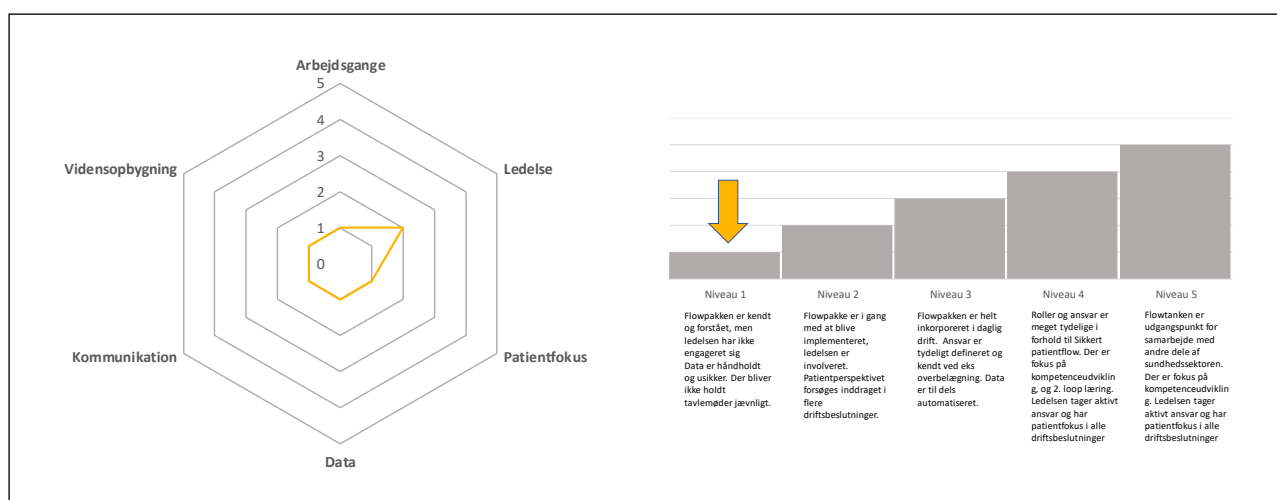 Arbejdsgange
5
4
3
2
1
0
Vidensopbygning
Ledelse
Kommunikation
Patientfokus
Data
Niveau 1
Flowpakken er kendt
og forstået, men
ledelsen har ikke
engageret sig
Data er håndholdt
og usikker. Der bliver
ikke holdt
tavlemøder jævnligt.
Niveau 2
Flowpakke er i gang
med at blive
implementeret,
ledelsen er
involveret.
Patientperspektivet
forsøges inddraget i
flere
driftsbeslutninger.
Niveau 3
Flowpakken er helt
inkorporeret i daglig
drift. Ansvar er
tydeligt defineret og
kendt ved eks
overbelægning. Data
er til dels
automatiseret.
Niveau 4
Roller og ansvar er
meget tydelige i
forhold til Sikkert
patientflow. Der er
fokus på
kompetenceudviklin
g, og 2. loop læring.
Ledelsen tager aktivt
ansvar og har
patientfokus i alle
driftsbeslutninger
Niveau 5
Flowtanken er
udgangspunkt for
samarbejde med
andre dele af
sundhedssektoren.
Der er fokus på
kompetenceudviklin
g. Ledelsen tager
aktivt ansvar og har
patientfokus i alle
driftsbeslutninger